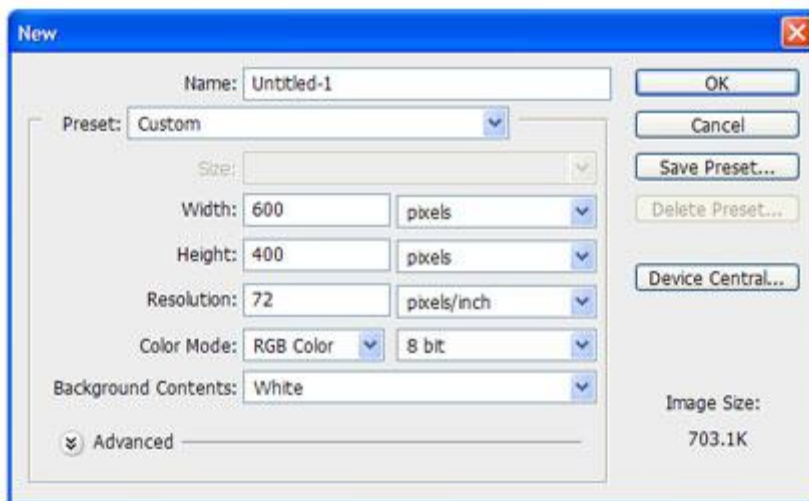 New
Name: Untitled-1
OK
Preset: Custom
Cancel
Size:
Save Preset...
Width: 600 pixels
Delete Preset...
Height: 400 pixels
Device Central...
Resolution: 72 pixels/inch
Color Mode: RGB Color 8 bit
Background Contents: White
Image Size:
Advanced
703.1K